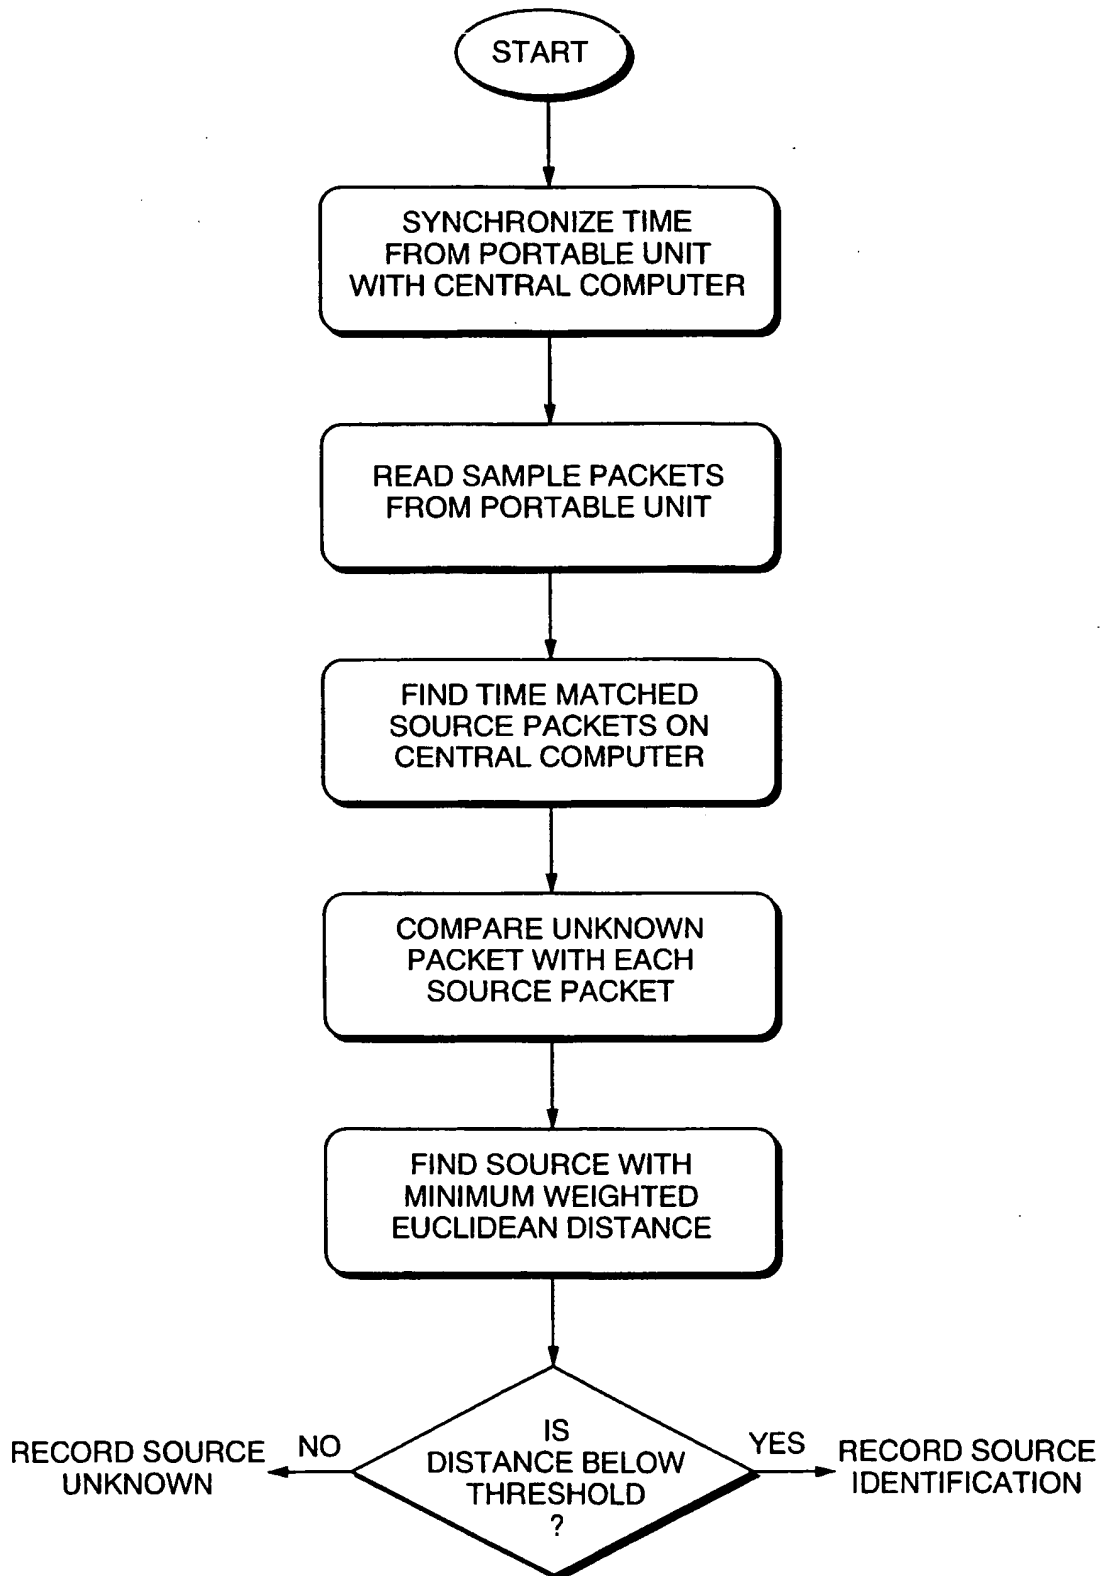 START
SYNCHRONIZE TIME
FROM PORTABLE UNIT
WITH CENTRAL COMPUTER
READ SAMPLE PACKETS
FROM PORTABLE UNIT
FIND TIME MATCHED
SOURCE PACKETS ON
CENTRAL COMPUTER
COMPARE UNKNOWN
PACKET WITH EACH
SOURCE PACKET
FIND SOURCE WITH
MINIMUM WEIGHTED
EUCLIDEAN DISTANCE
IS
DISTANCE BELOW
THRESHOLD
?
NO
RECORD SOURCE
UNKNOWN
YES
RECORD SOURCE
IDENTIFICATION